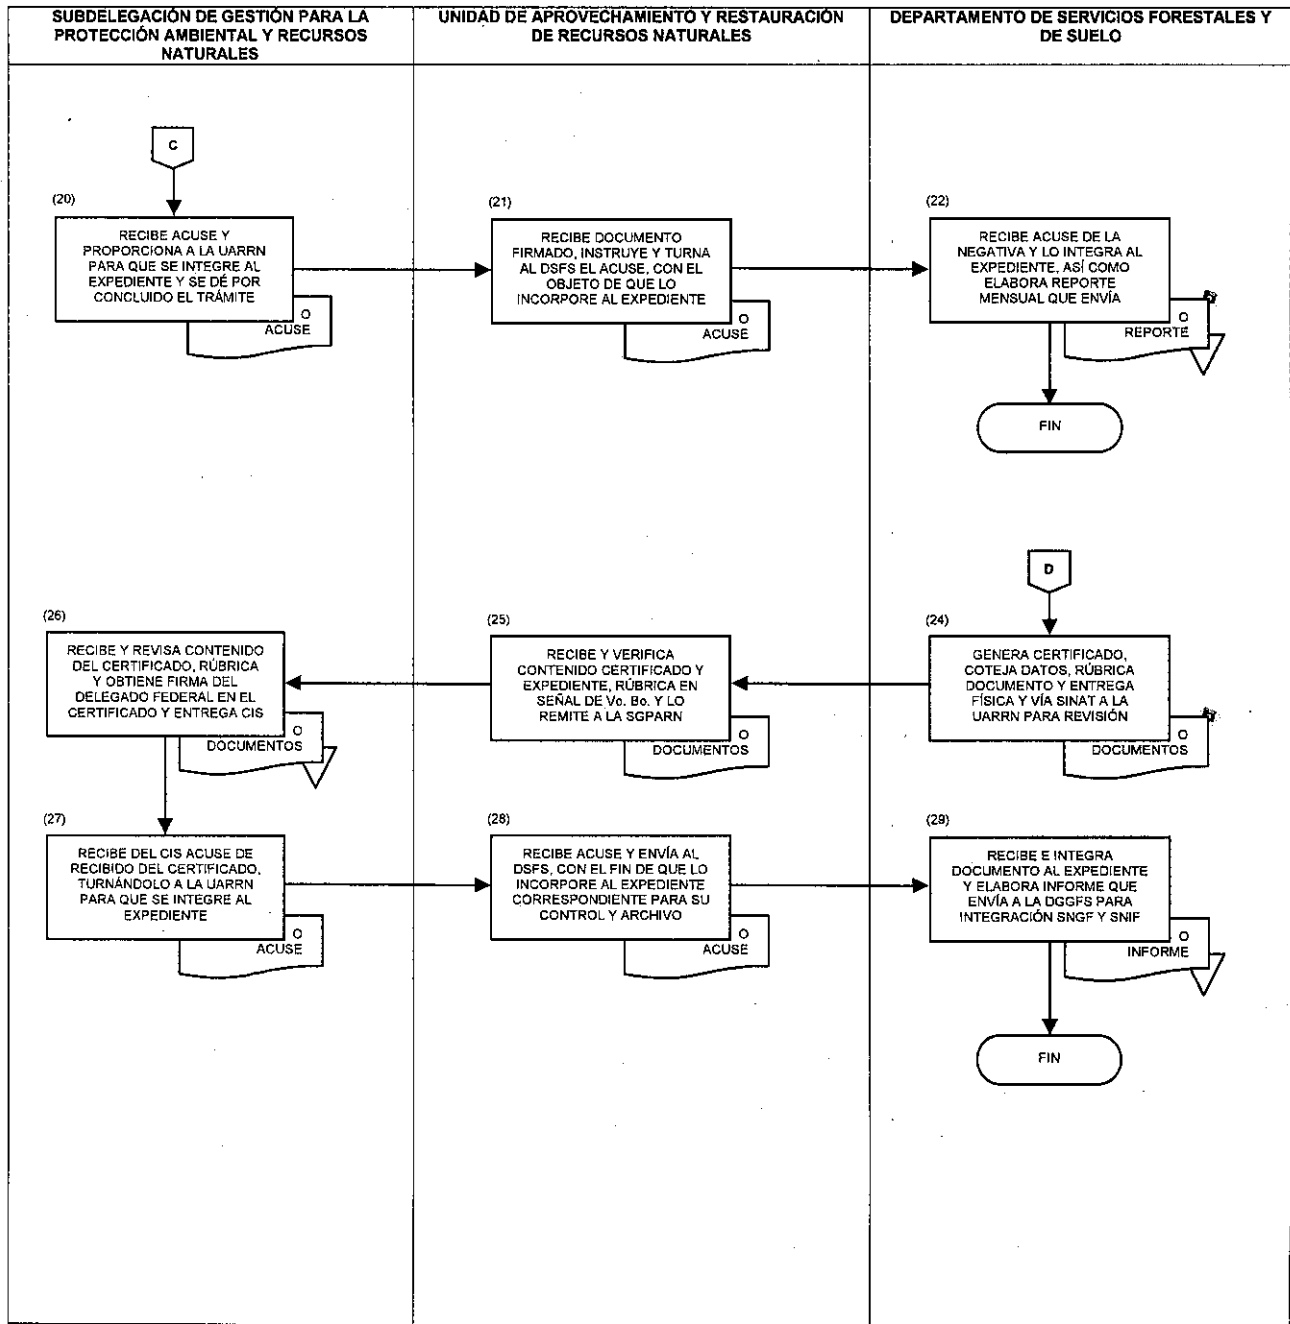 SUBDELEGACIÓN DE GESTIÓN PARA LA
PROTECCIÓN AMBIENTAL Y RECURSOS
NATURALES
UNIDAD DE APROVECHAMIENTO Y RESTAURACIÓN
DE RECURSOS NATURALES
DEPARTAMENTO DE SERVICIOS FORESTALES Y
DE SUELO
C
(20)
RECIBE ACUSE Y
PROPORCIONA A LA UARRN
PARA QUE SE INTEGRE AL
EXPEDIENTE Y SE DÉ POR
CONCLUIDO EL TRÁMITE
O
ACUSE
(21)
RECIBE DOCUMENTO
FIRMADO, INSTRUYE Y TURNA
AL DSFS EL ACUSE, CON EL
OBJETO DE QUE LO
INCORPORE AL EXPEDIENTE
O
ACUSE
(22)
RECIBE ACUSE DE LA
NEGATIVA Y LO INTEGRA AL
EXPEDIENTE, ASÍ COMO
ELABORA REPORTE
MENSUAL QUE ENVÍA
O
REPORTE
FIN
D
(24)
GENERA CERTIFICADO,
COTEJA DATOS, RÚBRICA
DOCUMENTO Y ENTREGA
FÍSICA Y VÍA SINAT A LA
UARRN PARA REVISIÓN
O
DOCUMENTOS
(25)
RECIBE Y VERIFICA
CONTENIDO CERTIFICADO Y
EXPEDIENTE, RÚBRICA EN
SEÑAL DE Vo. Bo. Y LO
REMITE A LA SGPARN
O
DOCUMENTOS
(26)
RECIBE Y REVISA CONTENIDO
DEL CERTIFICADO, RÚBRICA
Y OBTIENE FIRMA DEL
DELEGADO FEDERAL EN EL
CERTIFICADO Y ENTREGA CIS
O
DOCUMENTOS
(27)
RECIBE DEL CIS ACUSE DE
RECIBIDO DEL CERTIFICADO,
TURNÁNDOLO A LA UARRN
PARA QUE SE INTEGRE AL
EXPEDIENTE
O
ACUSE
(28)
RECIBE ACUSE Y ENVÍA AL
DSFS, CON EL FIN DE QUE LO
INCORPORE AL EXPEDIENTE
CORRESPONDIENTE PARA SU
CONTROL Y ARCHIVO
O
ACUSE
(29)
RECIBE E INTEGRA
DOCUMENTO AL EXPEDIENTE
Y ELABORA INFORME QUE
ENVÍA A LA DGGFS PARA
INTEGRACIÓN SNGF Y SNIF
O
INFORME
FIN